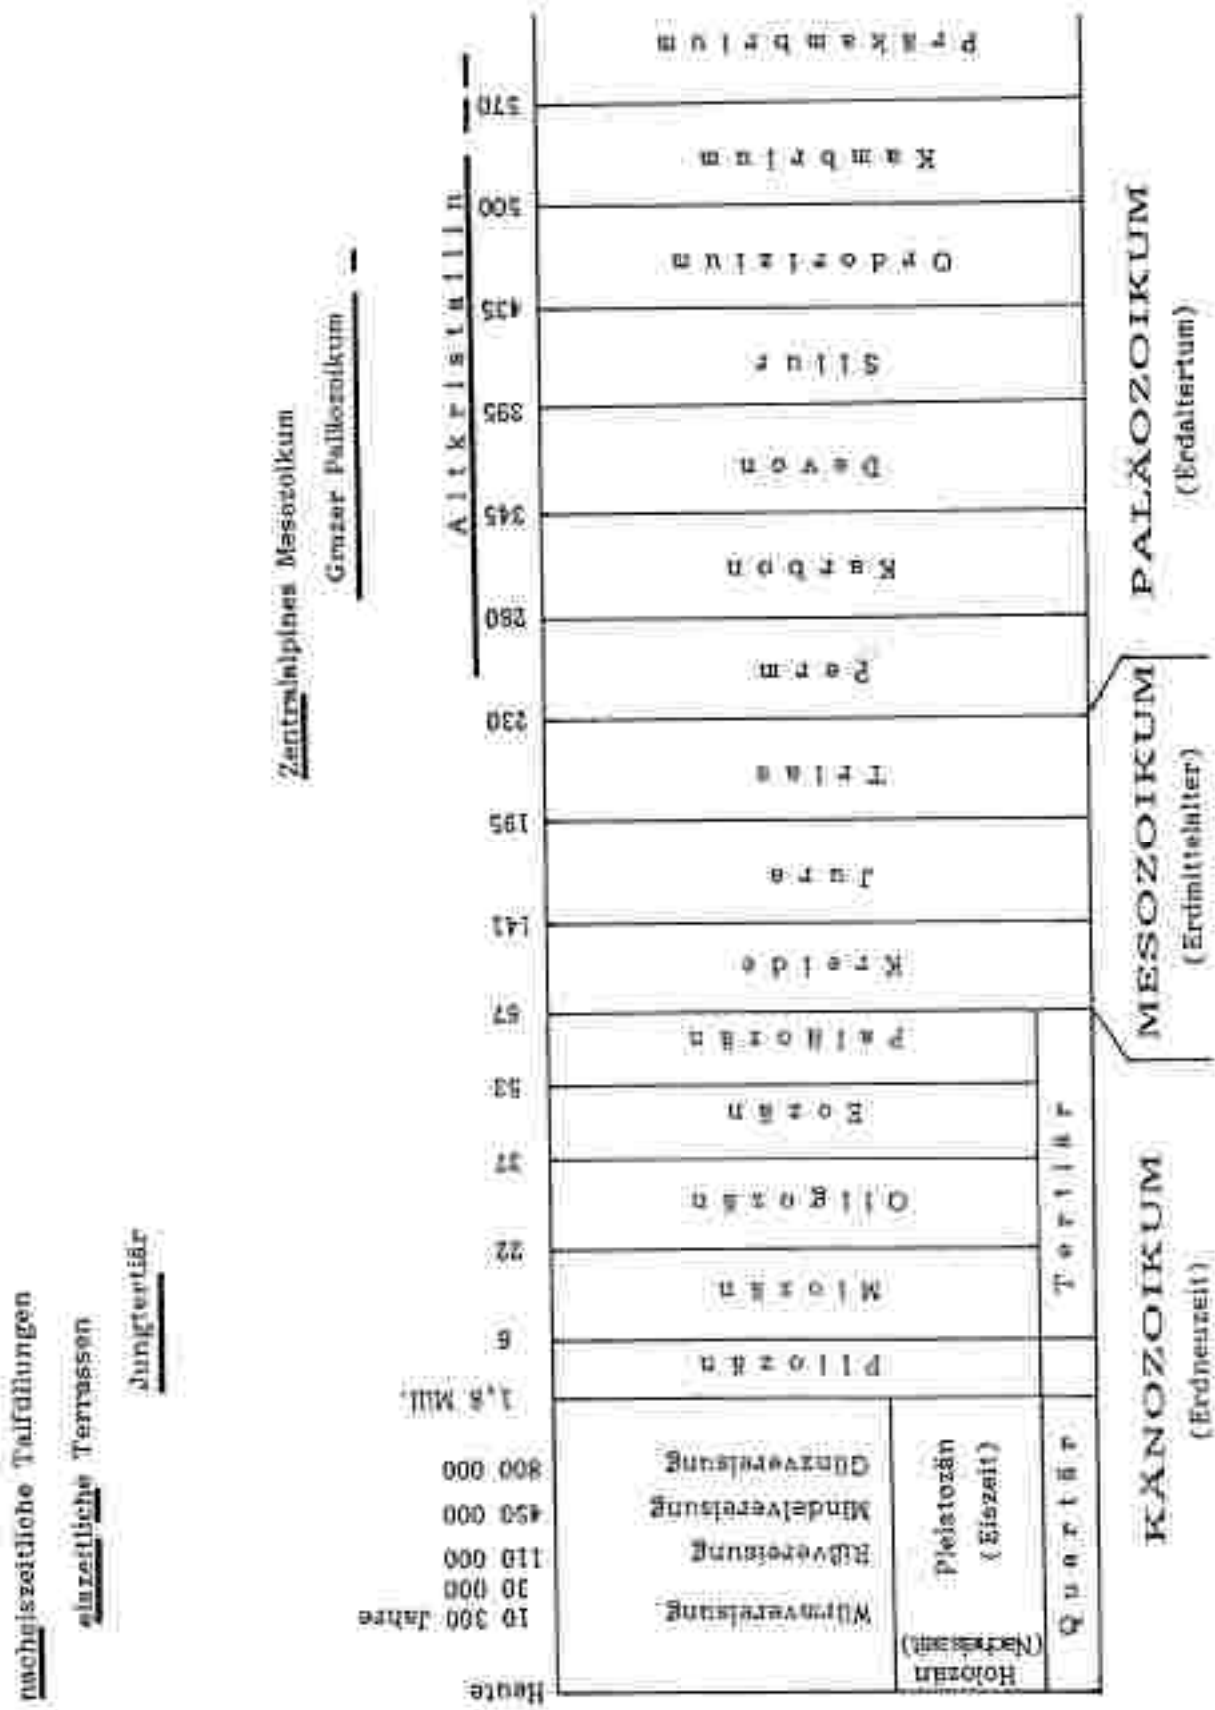 Heute
10 300 Jahre
30 000
110 000
450 000
800 000
1,8 Mill.
6
22
37
53
67
141
195
230
280
345
395
435
500
570
Holozän
(Nacheiszeit)
Pleistozän
(Eiszeit)
Würmvereisung
Rißvereisung
Mindelvereisung
Günzvereisung
Quartär
Pliozän
Miozän
Oligozän
Eozän
Paläozän
Tertiär
Kreide
Jura
Trias
Perm
Karbon
Devon
Silur
Ordorizium
Kambrium
Präkambrium
KÄNOZOIKUM
(Erdneuzeit)
MESOZOIKUM
(Erdmittelalter)
PALÄOZOIKUM
(Erdaltertum)
nacheiszeitliche Talfüllungen
eiszeitliche Terrassen
Jungtertiär
Zentralalpines Mesozoikum
Grazer Paläozoikum
Altkristallin